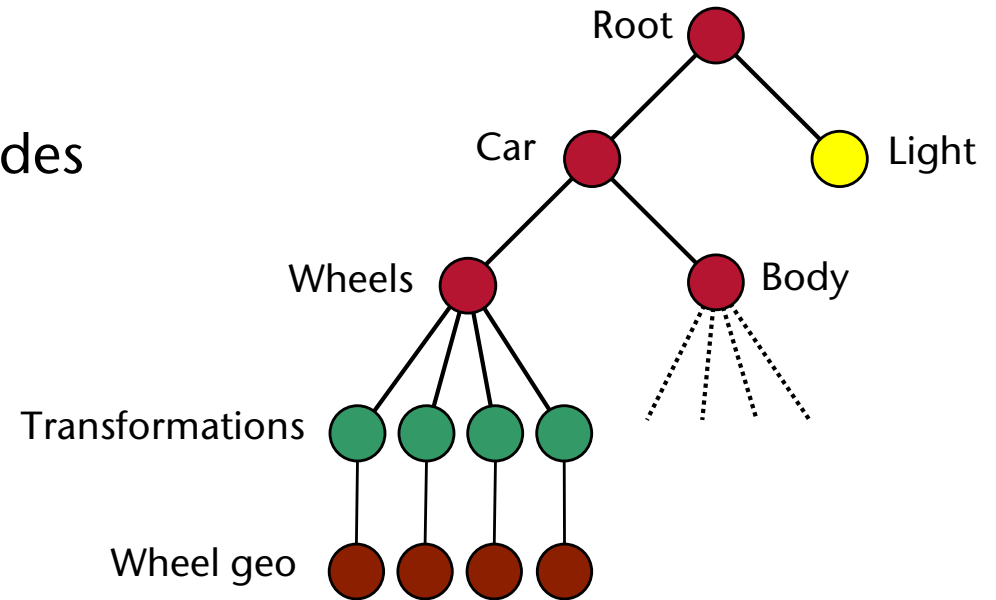 Root
des
Car
Light
Wheels
Body
Transformations
Wheel geo